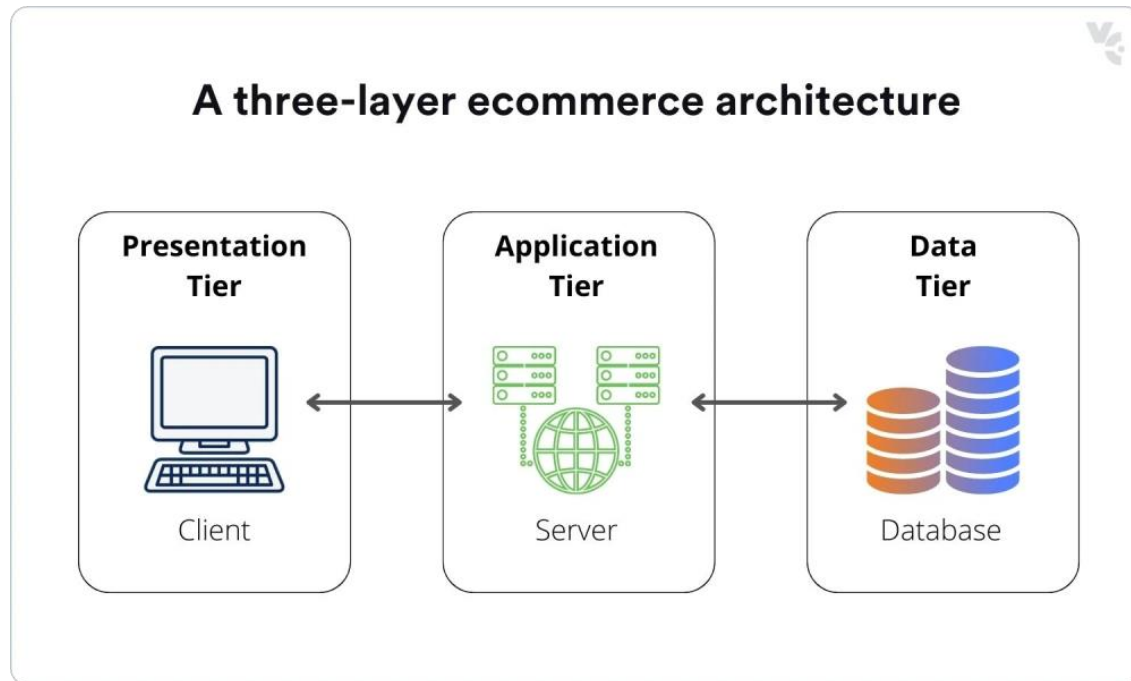 A three-layer ecommerce architecture
Presentation
Tier
Client
Application
Tier
Server
Data
Tier
Database